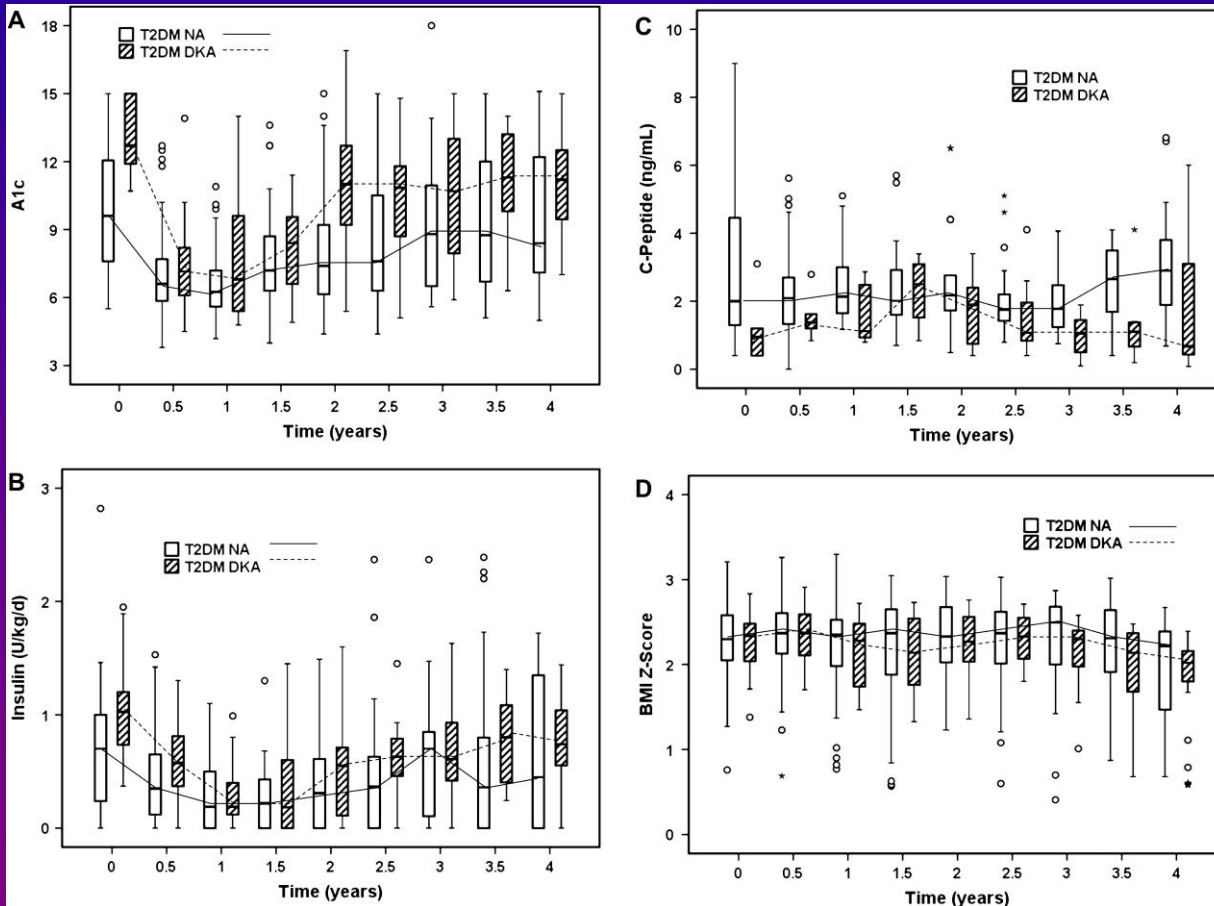 A
18
15
12
9
6
3
A1c
T2DM NA
T2DM DKA
0 0.5 1 1.5 2 2.5 3 3.5 4
Time (years)
C
10
8
6
4
2
0
C-Peptide (ng/mL)
T2DM NA
T2DM DKA
0 0.5 1 1.5 2 2.5 3 3.5 4
Time (years)
B
3
2
1
0
Insulin (U/kg/d)
T2DM NA
T2DM DKA
0 0.5 1 1.5 2 2.5 3 3.5 4
Time (years)
D
4
3
2
1
0
BMI Z-Score
T2DM NA
T2DM DKA
0 0.5 1 1.5 2 2.5 3 3.5 4
Time (years)